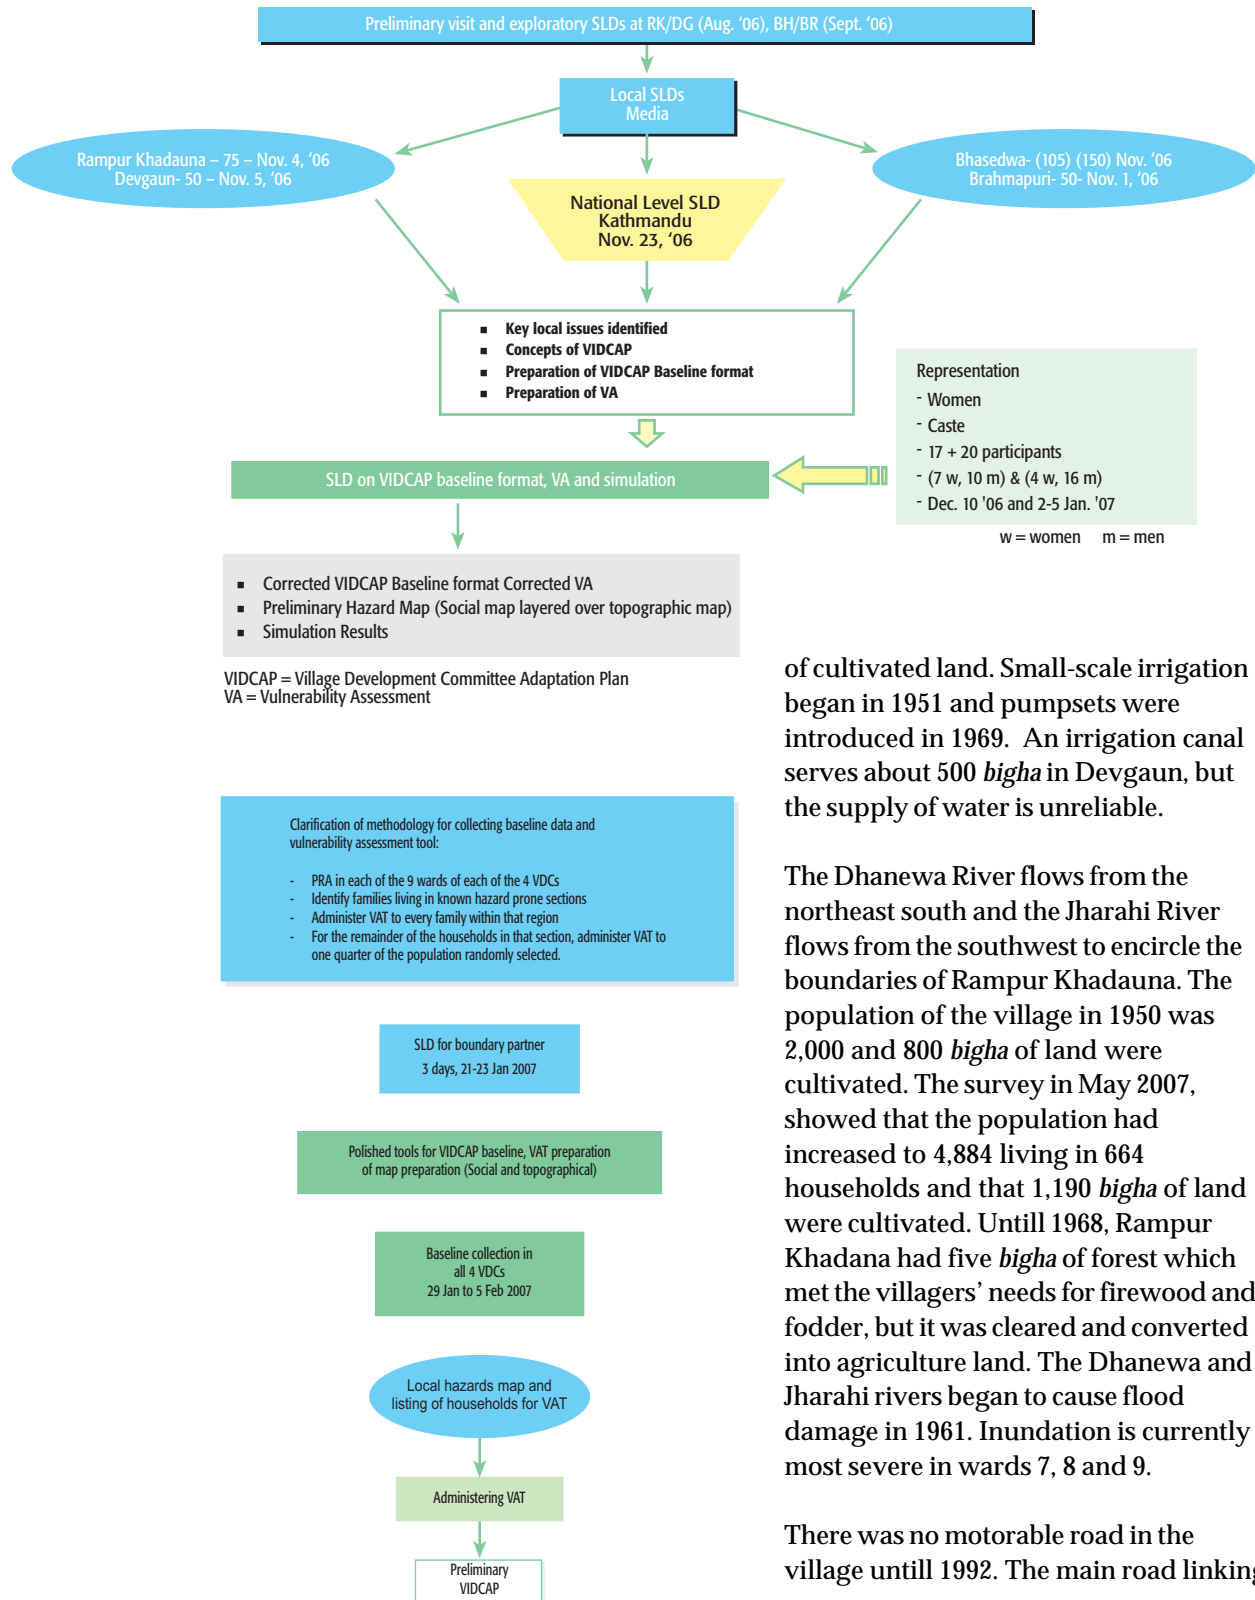 Preliminary visit and exploratory SLDs at RK/DG (Aug. ‘06), BH/BR (Sept. ‘06)
Local SLDs
Media
Rampur Khadauna – 75 – Nov. 4, ‘06
Devgaun- 50 – Nov. 5, ‘06
Bhasedwa- (105) (150) Nov. ‘06
Brahmapuri- 50- Nov. 1, ‘06
National Level SLD
Kathmandu
Nov. 23, ‘06
■ Key local issues identified
■ Concepts of VIDCAP
■ Preparation of VIDCAP Baseline format
■ Preparation of VA
Representation
- Women
- Caste
- 17 + 20 participants
- (7 w, 10 m) & (4 w, 16 m)
- Dec. 10 '06 and 2-5 Jan. '07
w = women m = men
SLD on VIDCAP baseline format, VA and simulation
■ Corrected VIDCAP Baseline format Corrected VA
■ Preliminary Hazard Map (Social map layered over topographic map)
■ Simulation Results
VIDCAP = Village Development Committee Adaptation Plan
VA = Vulnerability Assessment
Clarification of methodology for collecting baseline data and
vulnerability assessment tool:
- PRA in each of the 9 wards of each of the 4 VDCs
- Identify families living in known hazard prone sections
- Administer VAT to every family within that region
- For the remainder of the households in that section, administer VAT to
one quarter of the population randomly selected.
SLD for boundary partner
3 days, 21-23 Jan 2007
Polished tools for VIDCAP baseline, VAT preparation
of map preparation (Social and topographical)
Baseline collection in
all 4 VDCs
29 Jan to 5 Feb 2007
Local hazards map and
listing of households for VAT
Administering VAT
Preliminary
VIDCAP
of cultivated land. Small-scale irrigation
began in 1951 and pumpsets were
introduced in 1969. An irrigation canal
serves about 500 bigha in Devgaun, but
the supply of water is unreliable.
The Dhanewa River flows from the
northeast south and the Jharahi River
flows from the southwest to encircle the
boundaries of Rampur Khadauna. The
population of the village in 1950 was
2,000 and 800 bigha of land were
cultivated. The survey in May 2007,
showed that the population had
increased to 4,884 living in 664
households and that 1,190 bigha of land
were cultivated. Untill 1968, Rampur
Khadana had five bigha of forest which
met the villagers’ needs for firewood and
fodder, but it was cleared and converted
into agriculture land. The Dhanewa and
Jharahi rivers began to cause flood
damage in 1961. Inundation is currently
most severe in wards 7, 8 and 9.
There was no motorable road in the
village untill 1992. The main road linking